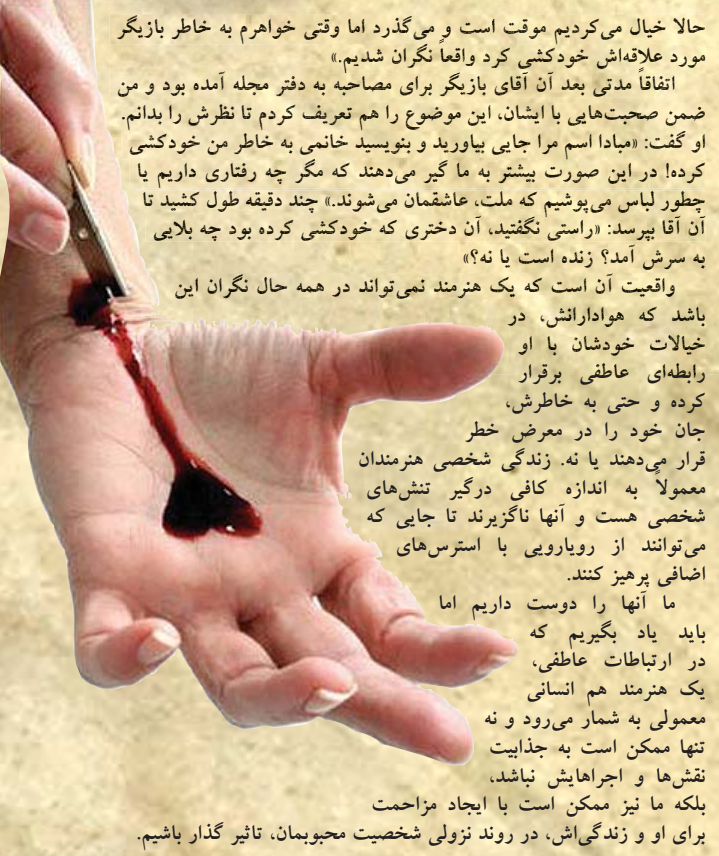 حالا خیال می‌کردیم موقت است و می‌گذرد اما وقتی خواهرم به خاطر بازیگر
مورد علاقه‌اش خودکشی کرد واقعاً نگران شدیم.»
اتفاقاً مدتی بعد آن آقای بازیگر برای مصاحبه به دفتر مجله آمده بود و من
ضمن صحبت‌هایی با ایشان، این موضوع را هم تعریف کردم تا نظرش را بدانم.
او گفت: «مبادا اسم مرا جایی بیاورید و بنویسید خانمی به خاطر من خودکشی
کرده! در این صورت بیشتر به ما گیر می‌دهند که مگر چه رفتاری داریم یا
چطور لباس می‌پوشیم که ملت، عاشقمان می‌شوند.» چند دقیقه طول کشید تا
آن آقا بپرسد: «راستی نگفتید، آن دختری که خودکشی کرده بود چه بلایی
به سرش آمد؟ زنده است یا نه؟»
واقعیت آن است که یک هنرمند نمی‌تواند در همه حال نگران این
باشد که هوادارانش، در
خیالات خودشان با او
رابطه‌ای عاطفی برقرار
کرده و حتی به خاطرش،
جان خود را در معرض خطر
قرار می‌دهند یا نه. زندگی شخصی هنرمندان
معمولاً به اندازه کافی درگیر تنش‌های
شخصی هست و آنها ناگزیرند تا جایی که
می‌توانند از رویارویی با استرس‌های
اضافی پرهیز کنند.
ما آنها را دوست داریم اما
باید یاد بگیریم که
در ارتباطات عاطفی،
یک هنرمند هم انسانی
معمولی به شمار می‌رود و نه
تنها ممکن است به جذابیت
نقش‌ها و اجراهایش نباشد،
بلکه ما نیز ممکن است با ایجاد مزاحمت
برای او و زندگی‌اش، در روند نزولی شخصیت محبوبمان، تاثیر گذار باشیم.